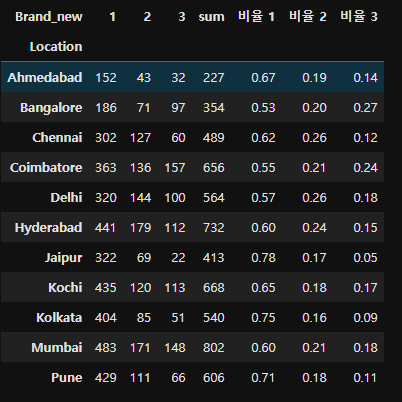 Brand_new 1 2 3 sum 비율 1 비율 2 비율 3
Location
Ahmedabad 152 43 32 227 0.67 0.19 0.14
Bangalore 186 71 97 354 0.53 0.20 0.27
Chennai 302 127 60 489 0.62 0.26 0.12
Coimbatore 363 136 157 656 0.55 0.21 0.24
Delhi 320 144 100 564 0.57 0.26 0.18
Hyderabad 441 179 112 732 0.60 0.24 0.15
Jaipur 322 69 22 413 0.78 0.17 0.05
Kochi 435 120 113 668 0.65 0.18 0.17
Kolkata 404 85 51 540 0.75 0.16 0.09
Mumbai 483 171 148 802 0.60 0.21 0.18
Pune 429 111 66 606 0.71 0.18 0.11